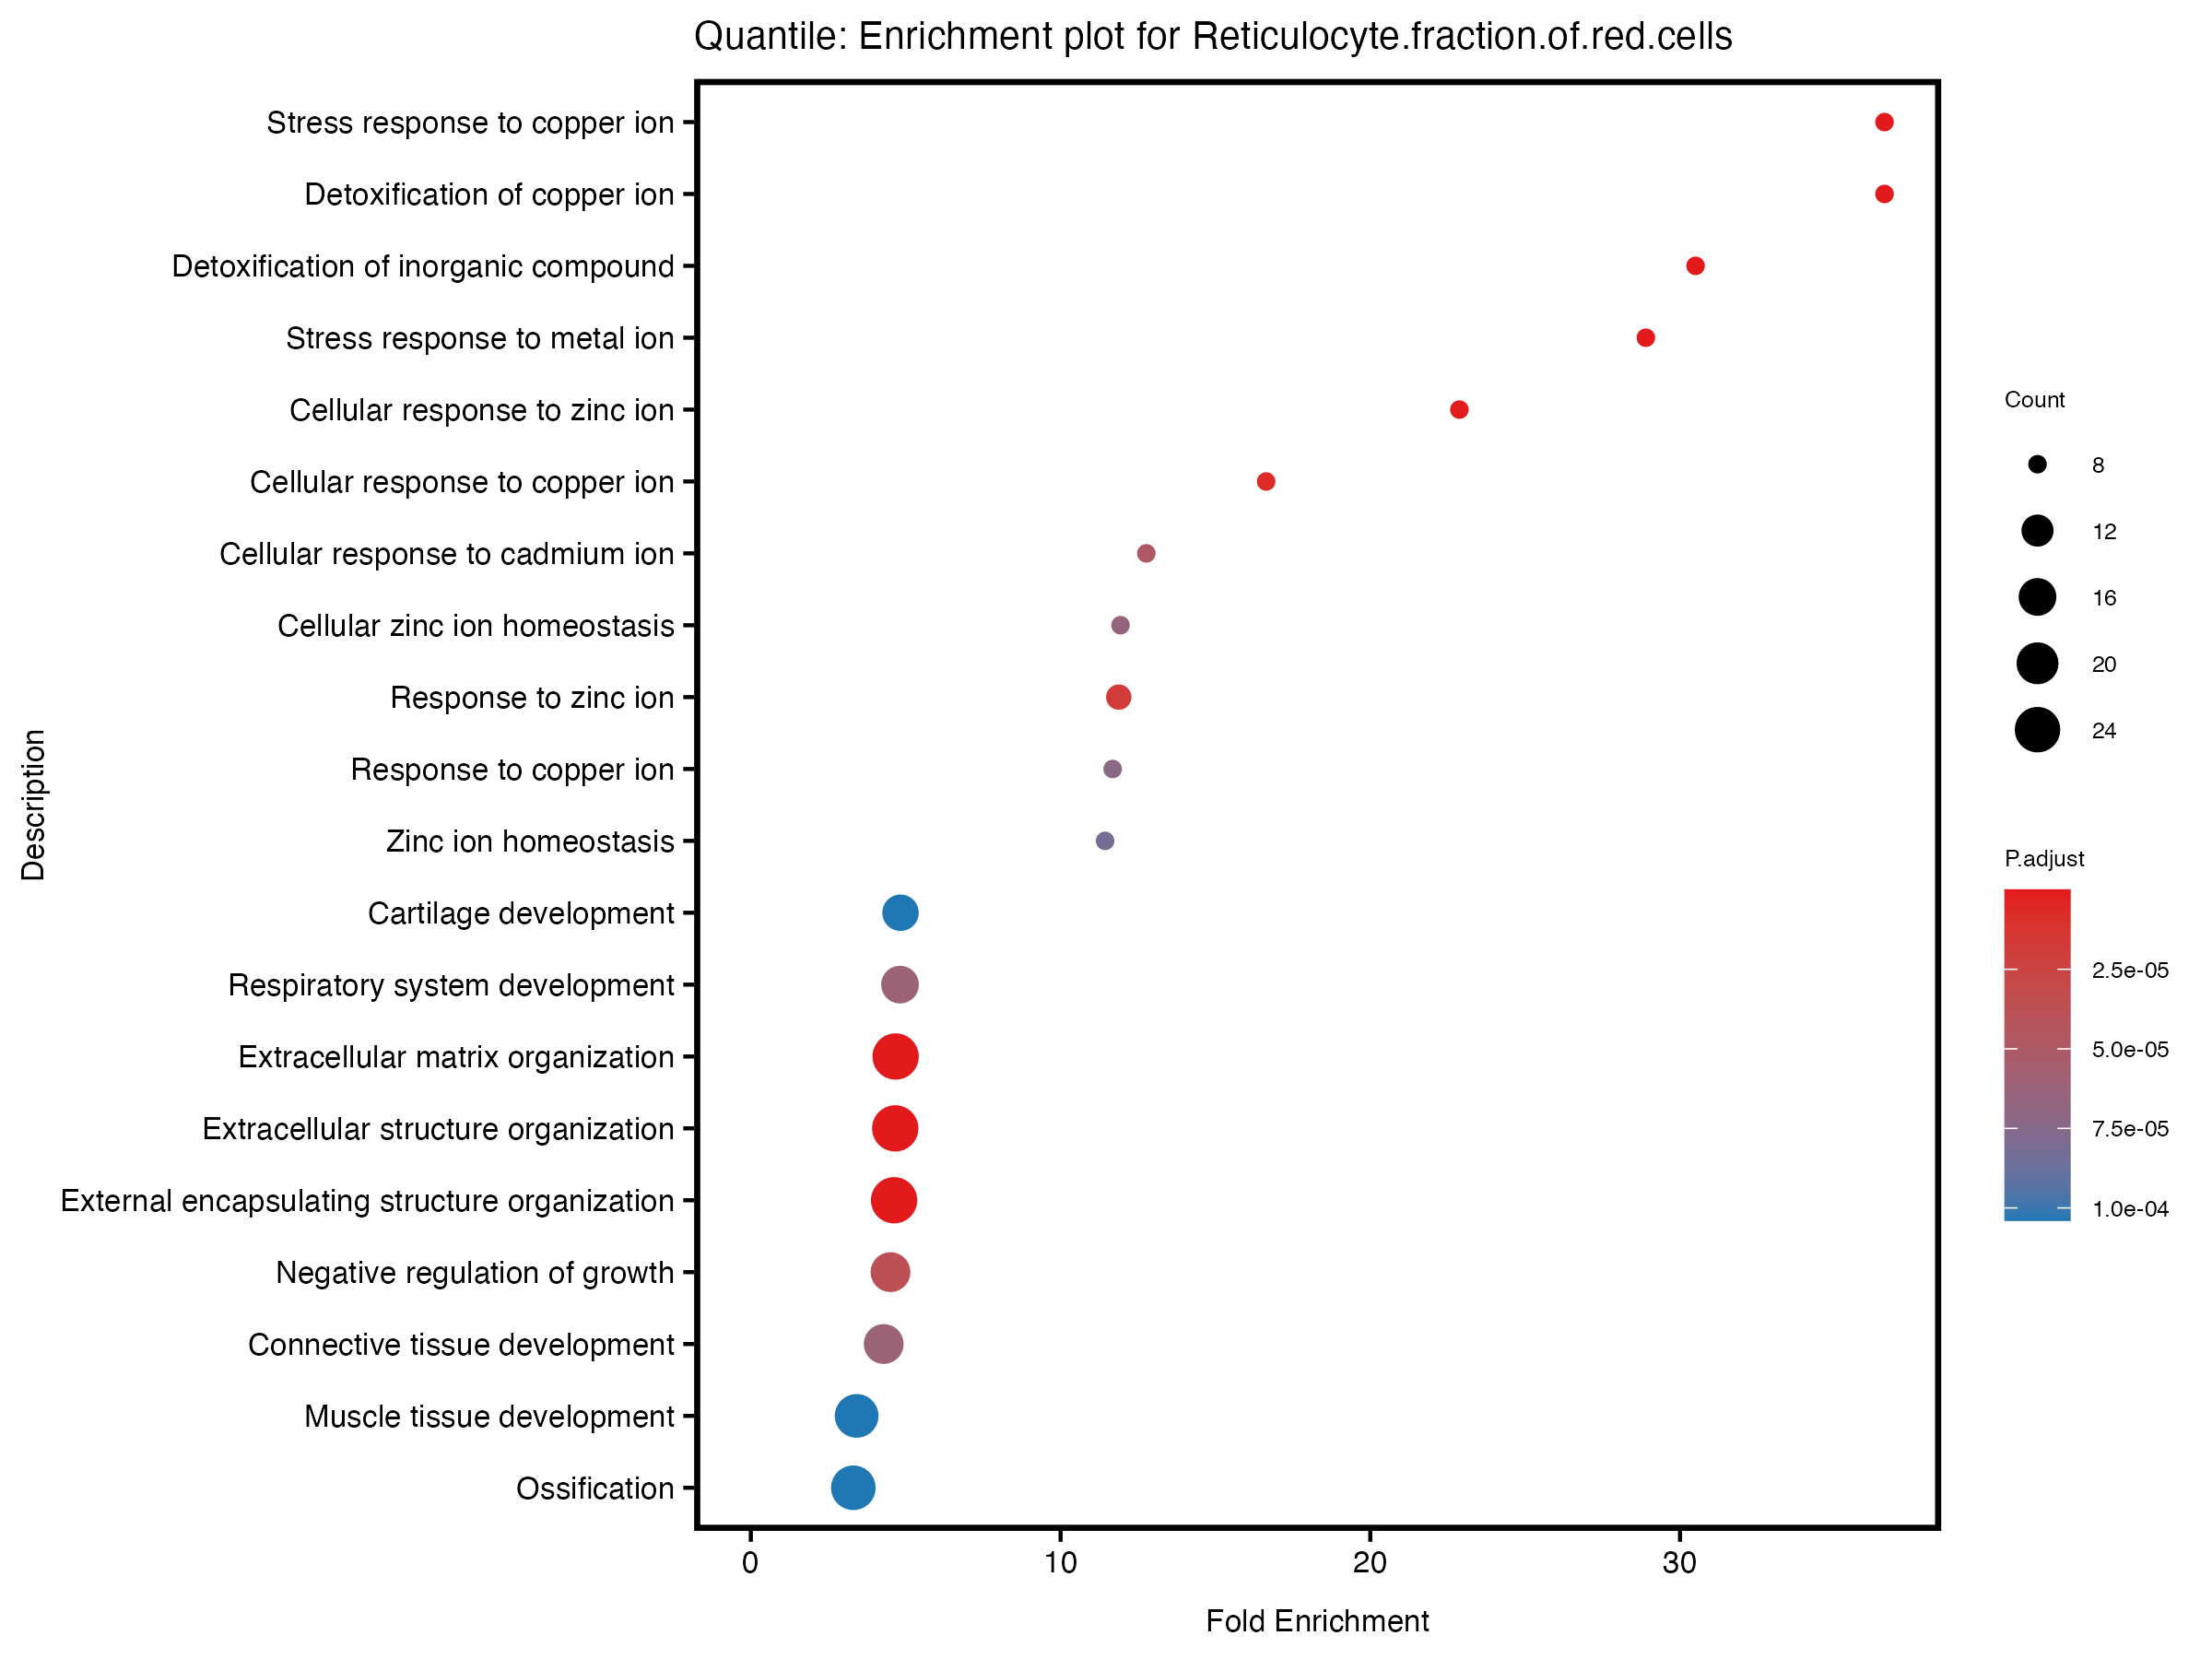 Quantile: Enrichment plot for Reticulocyte.fraction.of.red.cells
Description
Stress response to copper ion
Detoxification of copper ion
Detoxification of inorganic compound
Stress response to metal ion
Cellular response to zinc ion
Cellular response to copper ion
Cellular response to cadmium ion
Cellular zinc ion homeostasis
Response to zinc ion
Response to copper ion
Zinc ion homeostasis
Cartilage development
Respiratory system development
Extracellular matrix organization
Extracellular structure organization
External encapsulating structure organization
Negative regulation of growth
Connective tissue development
Muscle tissue development
Ossification
0 10 20 30
Fold Enrichment
Count
8
12
16
20
24
P.adjust
2.5e-05
5.0e-05
7.5e-05
1.0e-04